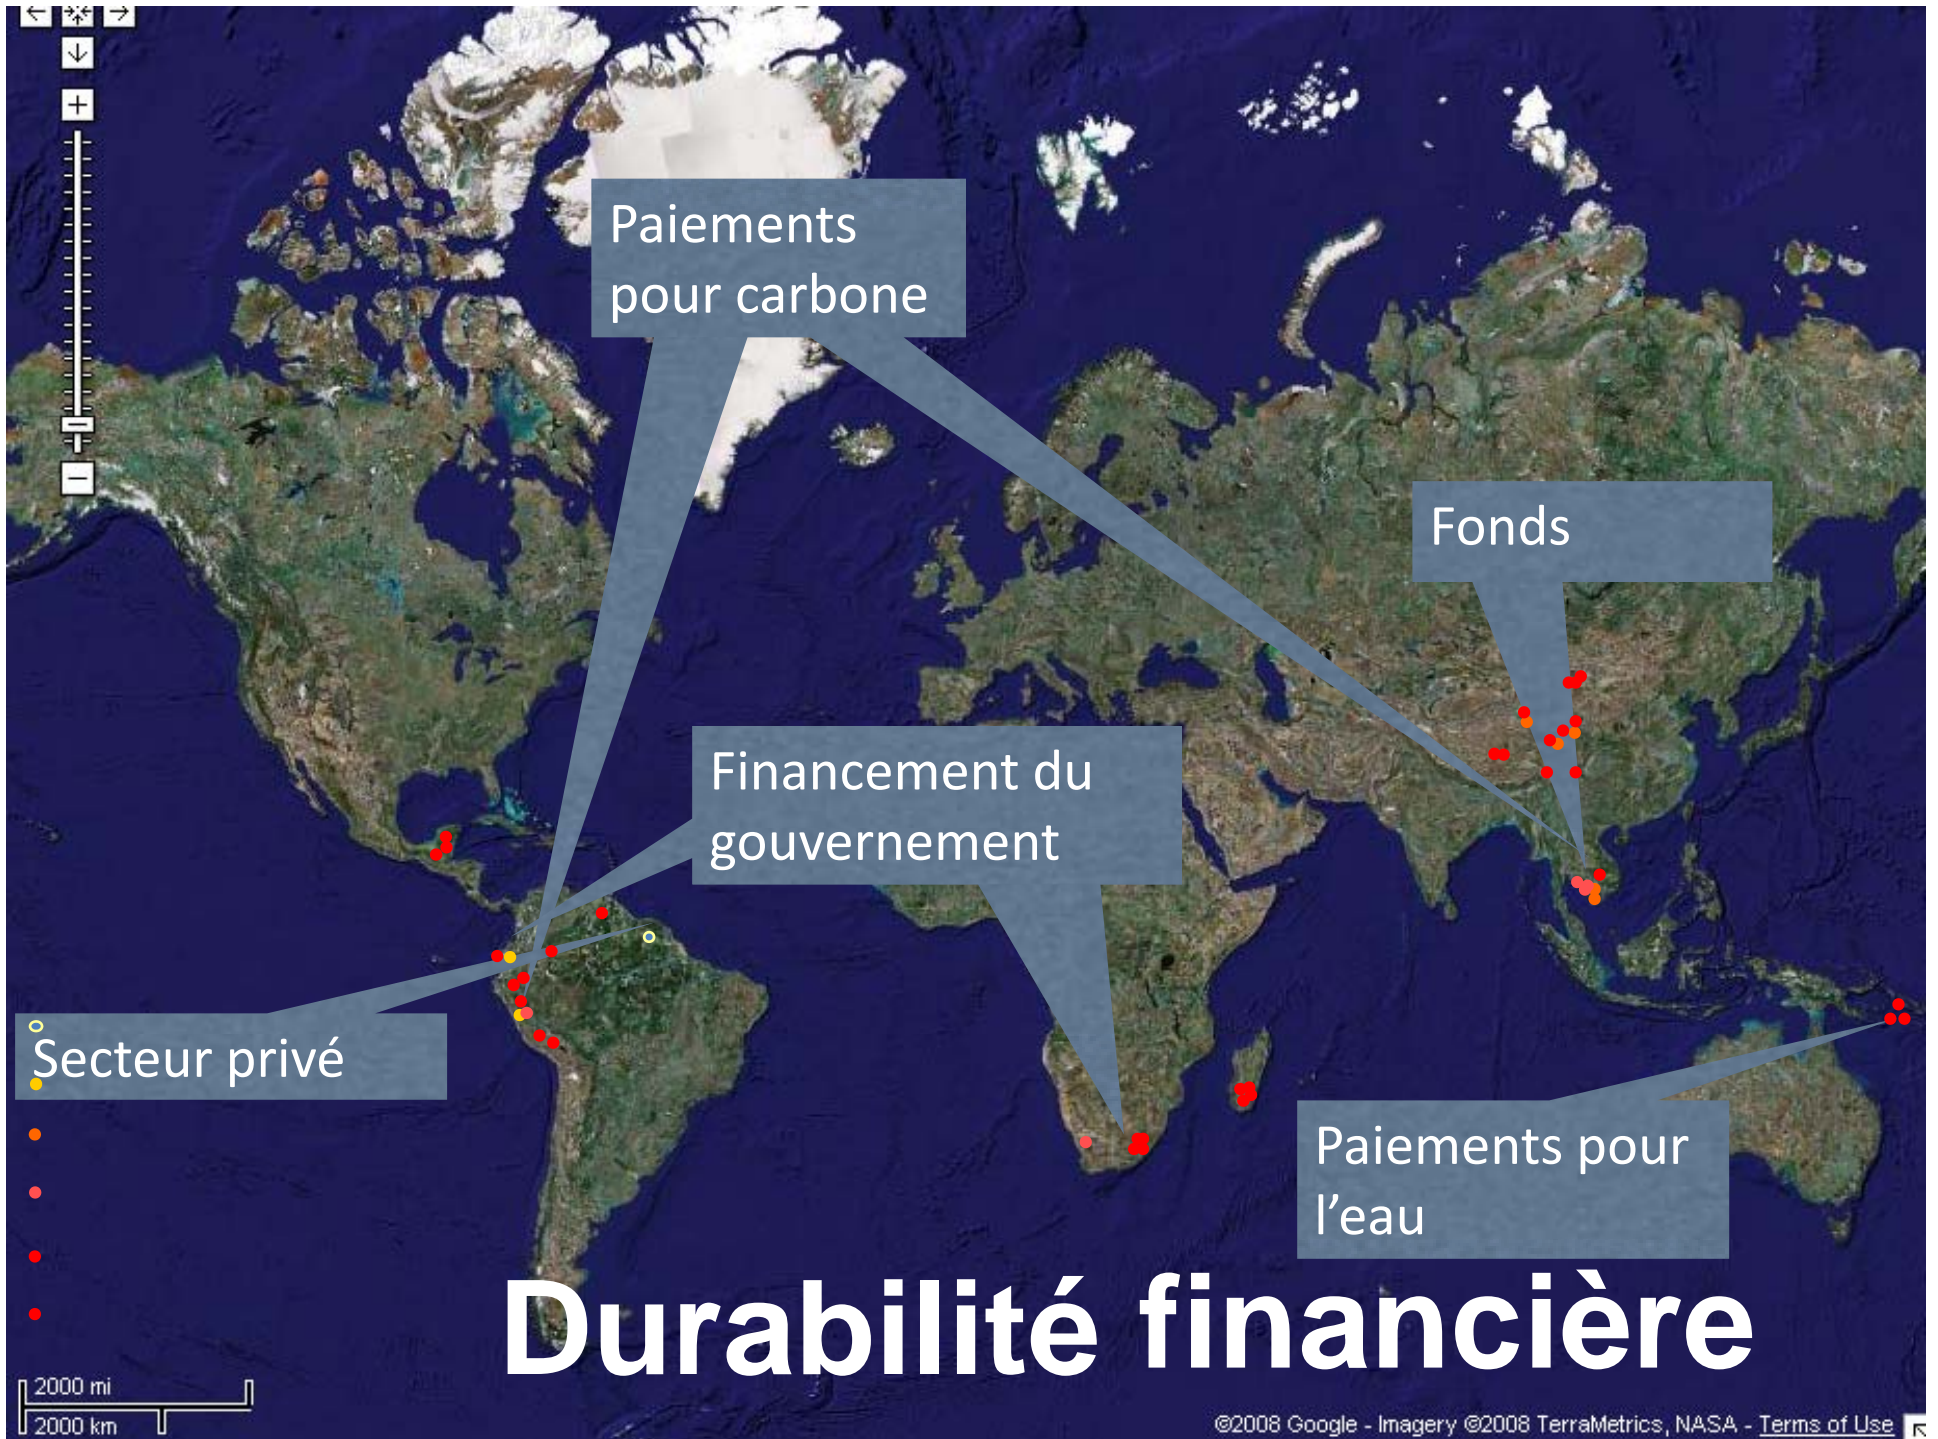 Paiements
pour carbone
Fonds
Financement du
gouvernement
Secteur privé
Paiements pour
l’eau
Durabilité financière
2000 mi
2000 km
©2008 Google - Imagery ©2008 TerraMetrics, NASA - Terms of Use